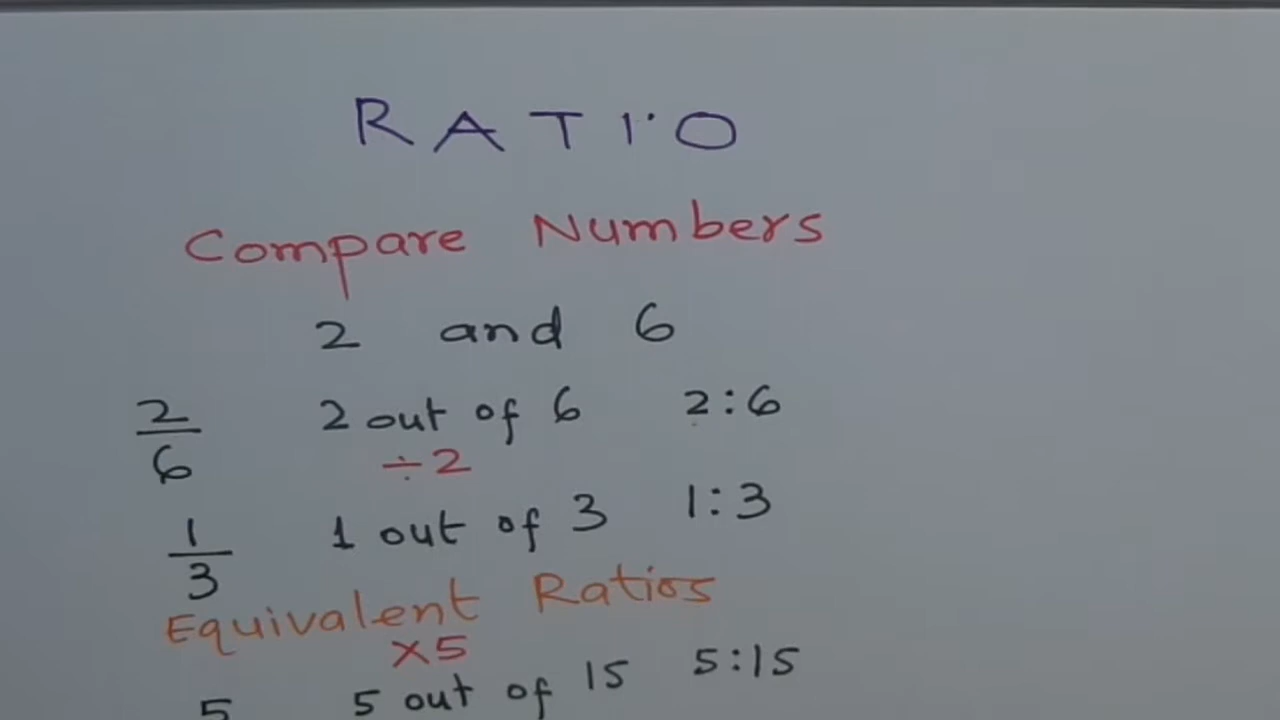 RATIO
Compare Numbers
2 and 6
2/6 2 out of 6 2:6
÷2
1/3 1 out of 3 1:3
Equivalent Ratios
×5
5 5 out of 15 5:15